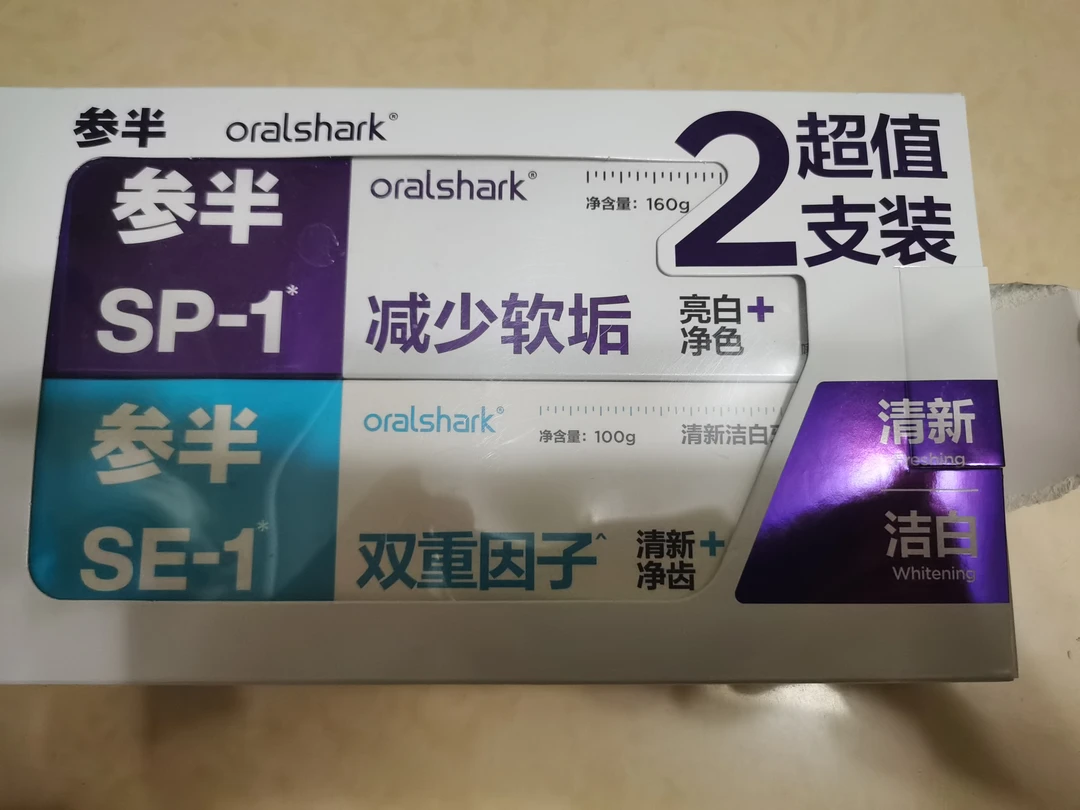 参半 oralshark®
2
超值
支装
参半
SP-1*
oralshark®
净含量：160g
减少软垢
亮白+
净色
参半
SE-1*
oralshark®
净含量：100g
清新洁白
双重因子^
清新+
净齿
清新
Freshing
洁白
Whitening